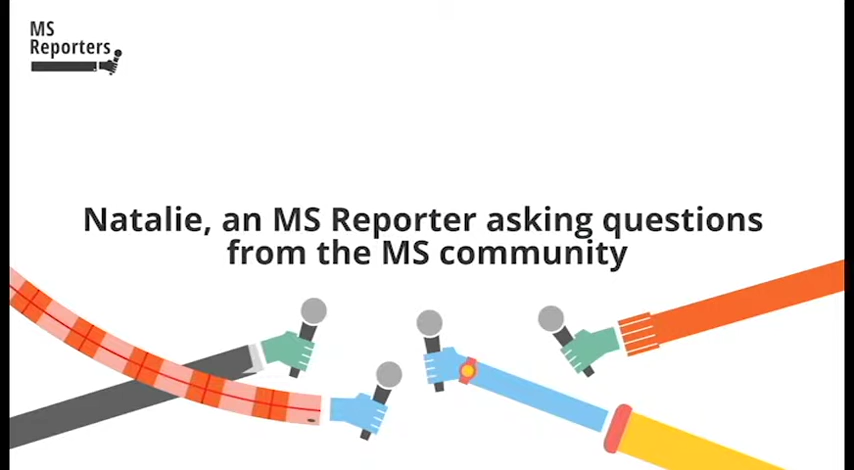 MS
Reporters
Natalie, an MS Reporter asking questions
from the MS community